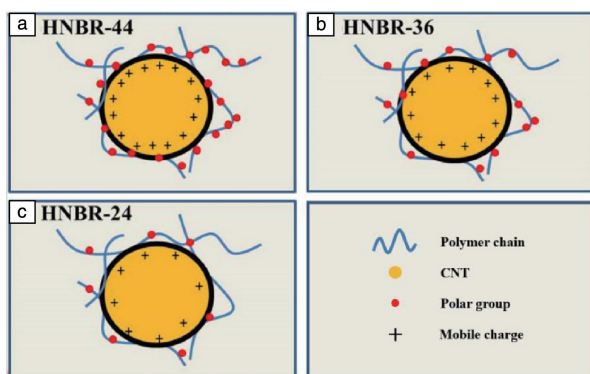 a HNBR-44
b HNBR-36
c HNBR-24
Polymer chain
CNT
Polar group
+ Mobile charge